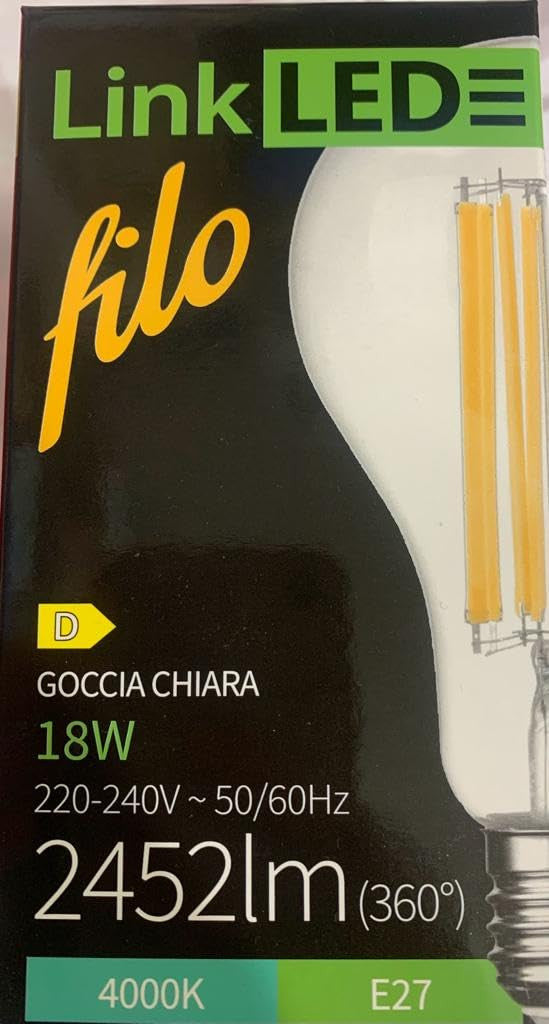 Link LED
filo
D
GOCCIA CHIARA
18W
220-240V ~ 50/60Hz
2452lm (360°)
4000K E27